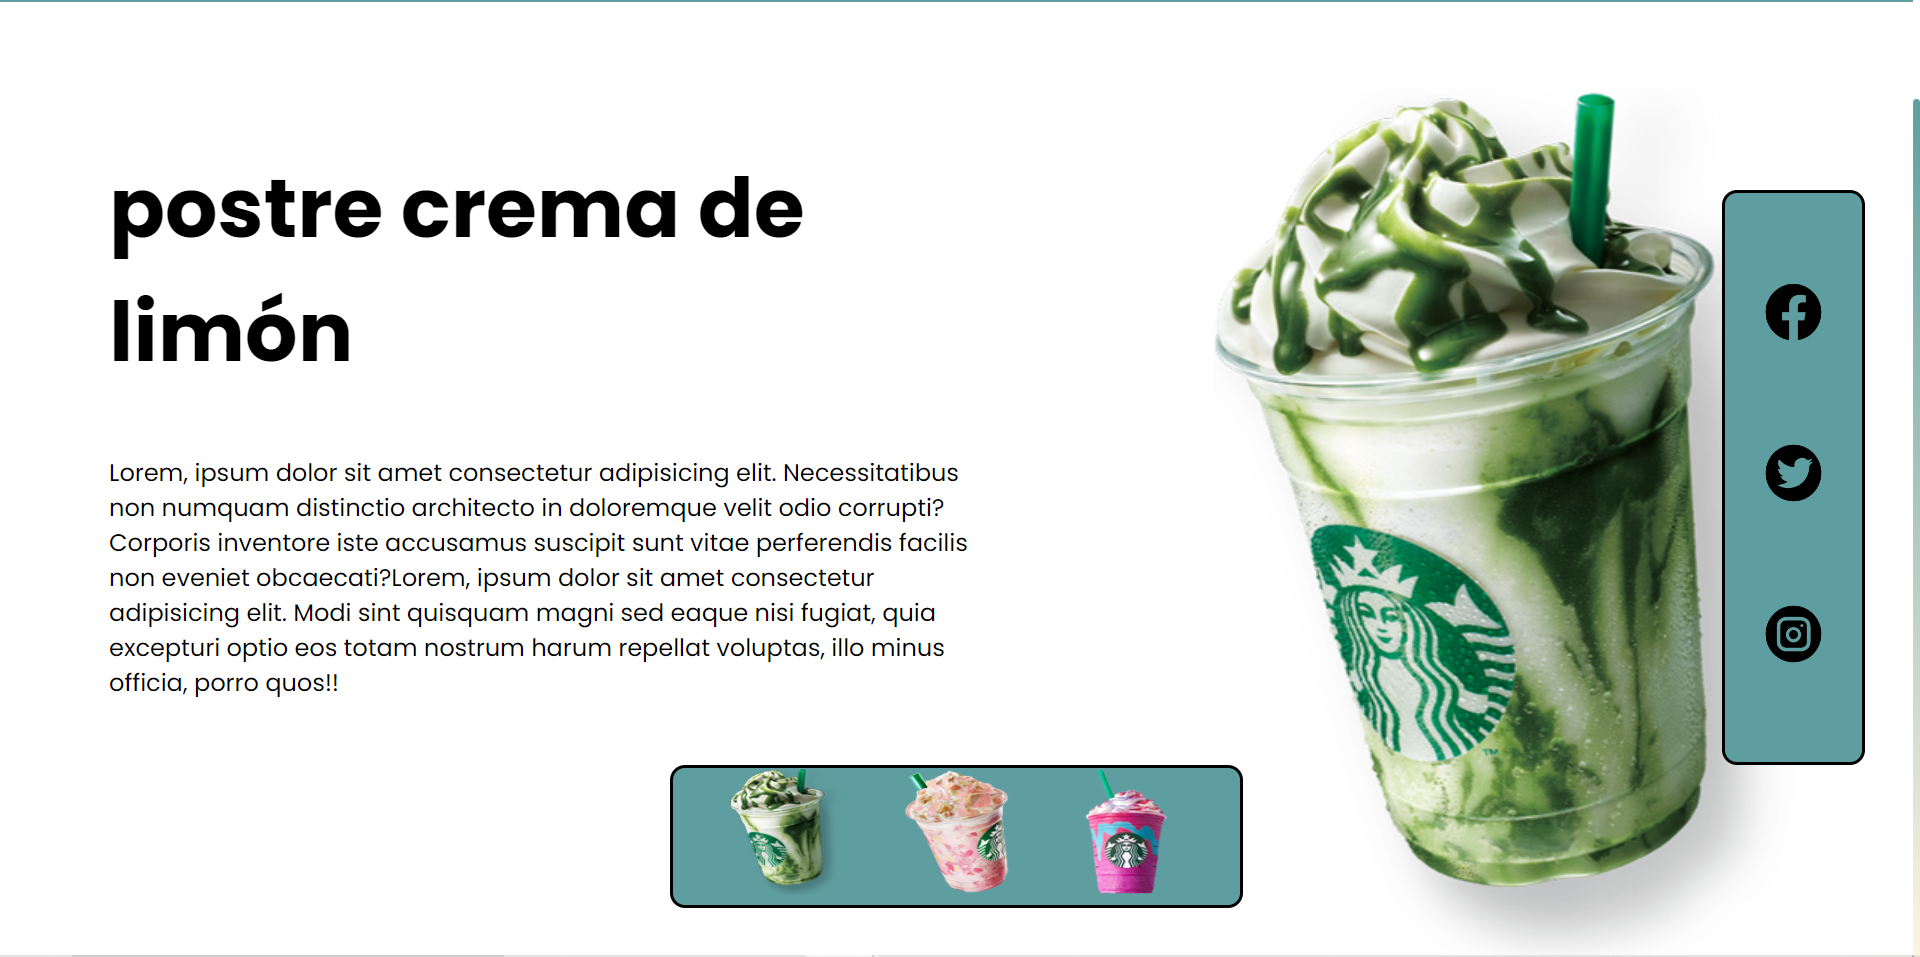 postre crema de
limón
Lorem, ipsum dolor sit amet consectetur adipisicing elit. Necessitatibus
non numquam distinctio architecto in doloremque velit odio corrupti?
Corporis inventore iste accusamus suscipit sunt vitae perferendis facilis
non eveniet obcaecati?Lorem, ipsum dolor sit amet consectetur
adipisicing elit. Modi sint quisquam magni sed eaque nisi fugiat, quia
excepturi optio eos totam nostrum harum repellat voluptas, illo minus
officia, porro quos!!
TM